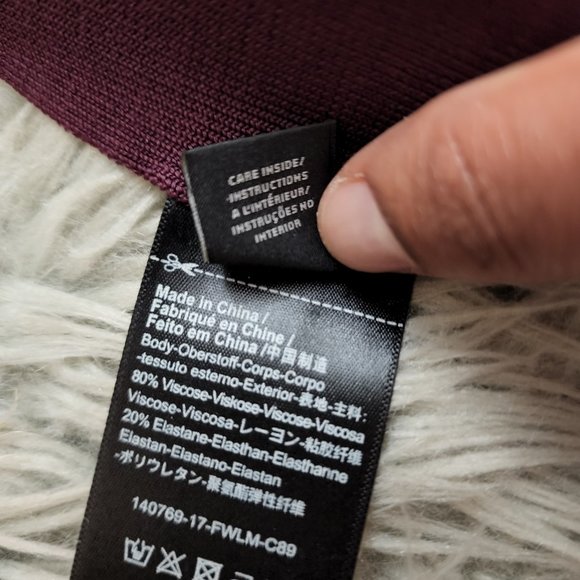 CARE INSIDE/
INSTRUCTIONS
A L'INTÉRIEUR/
INSTRUÇÕES NO
INTERIOR
Made in China /
Fabriqué en Chine /
Feito em China /中国制造
Body-Oberstoff-Corps-Corpo
-tessuto esterno-Exterior-表地-主料:
80% Viscose-Viskose-Viscose-Viscosa
Viscose-Viscosa-レーヨン-粘胶纤维
20% Elastane-Elasthan-Elasthanne
Elastan-Elastano-Elastan
-ポリウレタン-聚氨酯弹性纤维
140769-17-FWLM-C89